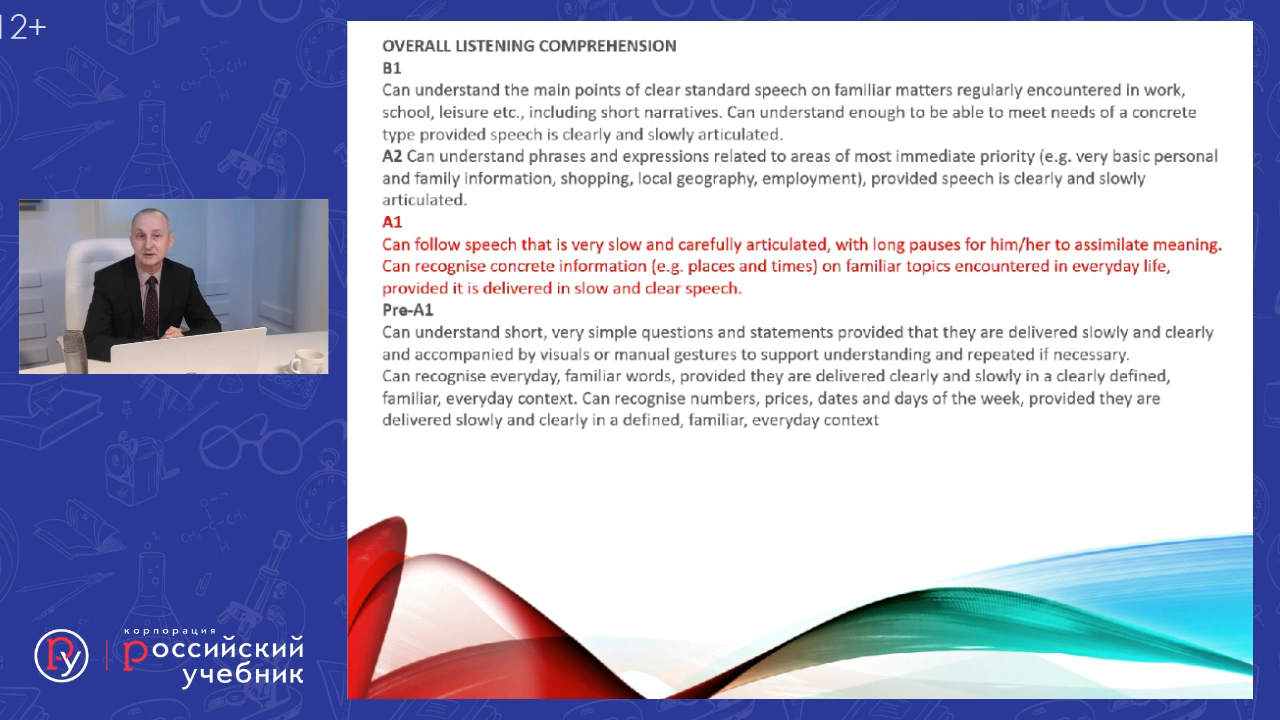 12+
OVERALL LISTENING COMPREHENSION
B1
Can understand the main points of clear standard speech on familiar matters regularly encountered in work,
school, leisure etc., including short narratives. Can understand enough to be able to meet needs of a concrete
type provided speech is clearly and slowly articulated.
A2 Can understand phrases and expressions related to areas of most immediate priority (e.g. very basic personal
and family information, shopping, local geography, employment), provided speech is clearly and slowly
articulated.
A1
Can follow speech that is very slow and carefully articulated, with long pauses for him/her to assimilate meaning.
Can recognise concrete information (e.g. places and times) on familiar topics encountered in everyday life,
provided it is delivered in slow and clear speech.
Pre-A1
Can understand short, very simple questions and statements provided that they are delivered slowly and clearly
and accompanied by visuals or manual gestures to support understanding and repeated if necessary.
Can recognise everyday, familiar words, provided they are delivered clearly and slowly in a clearly defined,
familiar, everyday context. Can recognise numbers, prices, dates and days of the week, provided they are
delivered slowly and clearly in a defined, familiar, everyday context
Ру
корпорация
российский
учебник